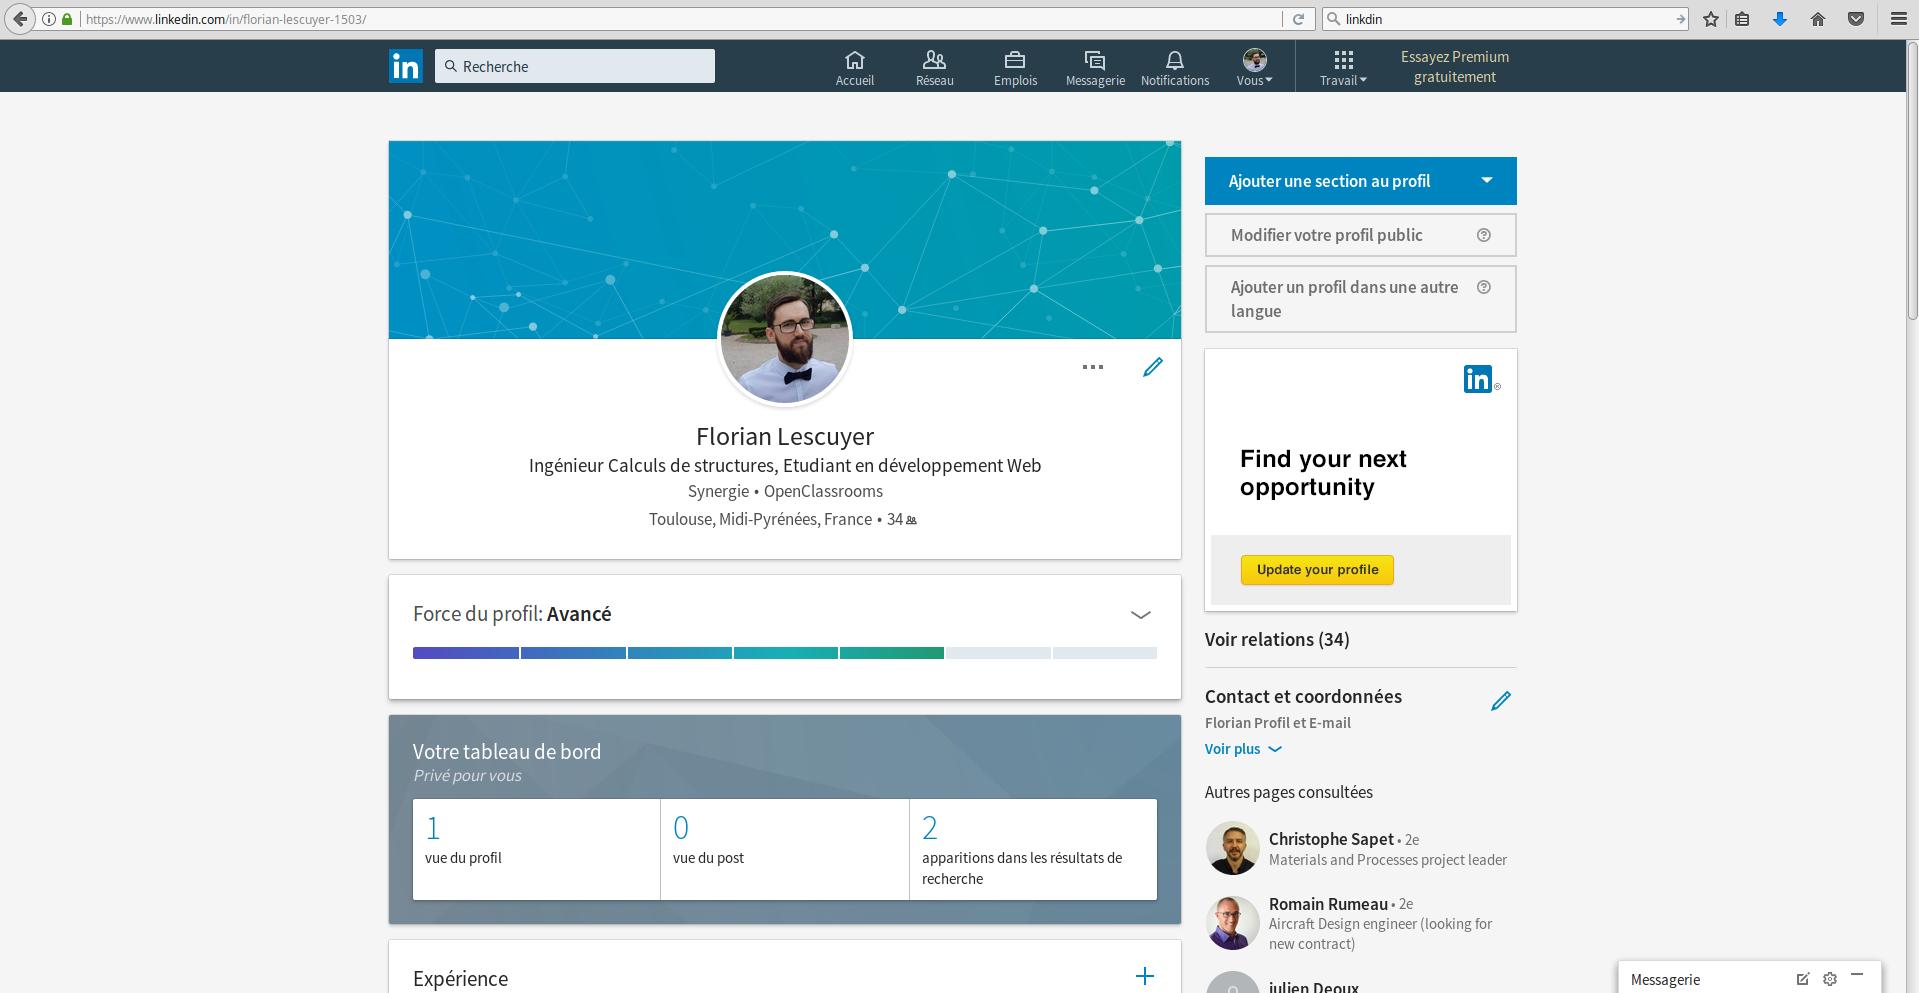 https://www.linkedin.com/in/florian-lescuyer-1503/
linkdin
in
Recherche
Accueil
Réseau
Emplois
Messagerie
Notifications
Vous
Travail
Essayez Premium
gratuitement
Florian Lescuyer
Ingénieur Calculs de structures, Etudiant en développement Web
Synergie • OpenClassrooms
Toulouse, Midi-Pyrénées, France • 34
Force du profil: Avancé
Votre tableau de bord
Privé pour vous
1
vue du profil
0
vue du post
2
apparitions dans les résultats de
recherche
Expérience
Ajouter une section au profil
Modifier votre profil public
Ajouter un profil dans une autre
langue
in ®
Find your next
opportunity
Update your profile
Voir relations (34)
Contact et coordonnées
Florian Profil et E-mail
Voir plus
Autres pages consultées
Christophe Sapet • 2e
Materials and Processes project leader
Romain Rumeau • 2e
Aircraft Design engineer (looking for
new contract)
julien Deoux
Messagerie